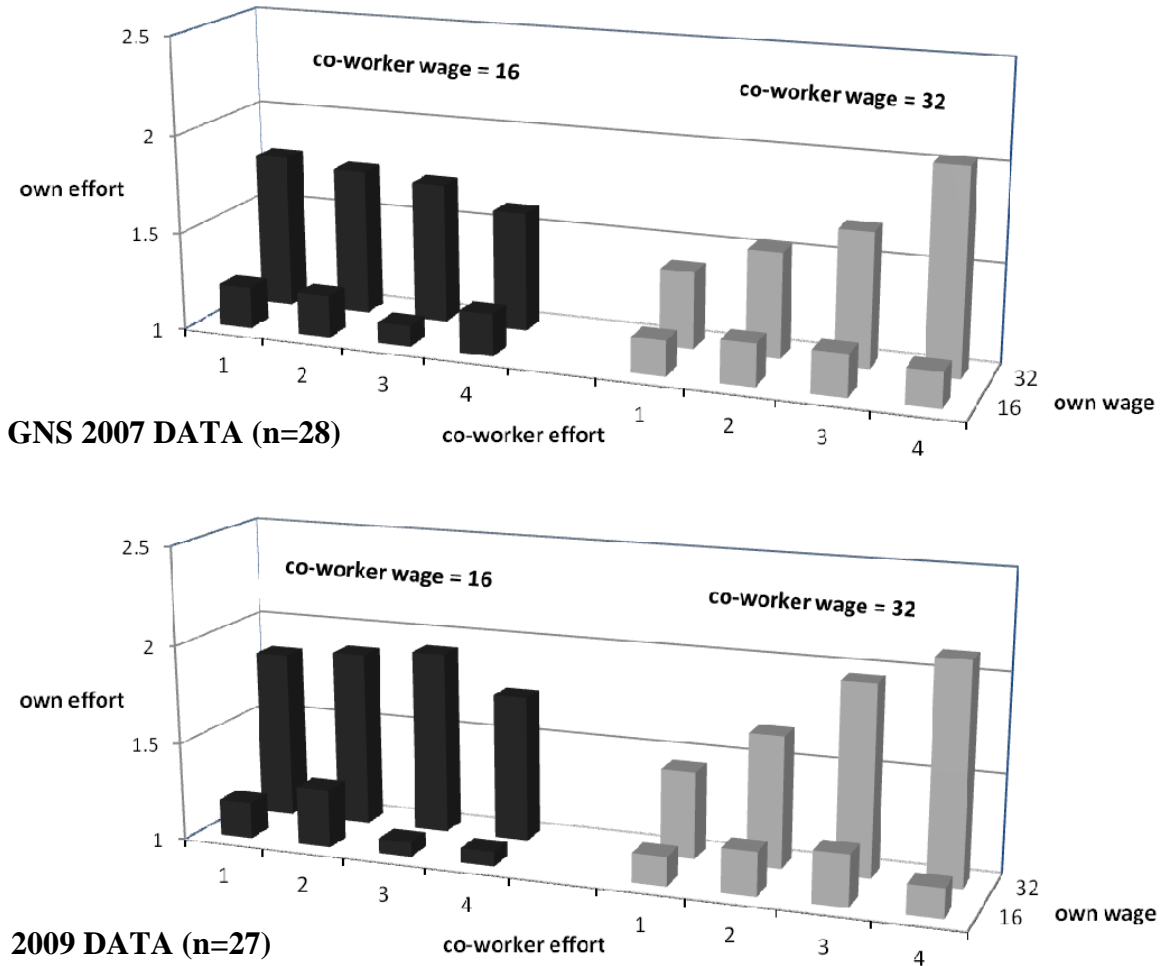 2.5
co-worker wage = 16
co-worker wage = 32
2
own effort
1.5
1
1
2
3
4
1
2
3
4
32
16
own wage
GNS 2007 DATA (n=28)
co-worker effort
2.5
co-worker wage = 16
co-worker wage = 32
2
own effort
1.5
1
1
2
3
4
1
2
3
4
32
16
own wage
2009 DATA (n=27)
co-worker effort